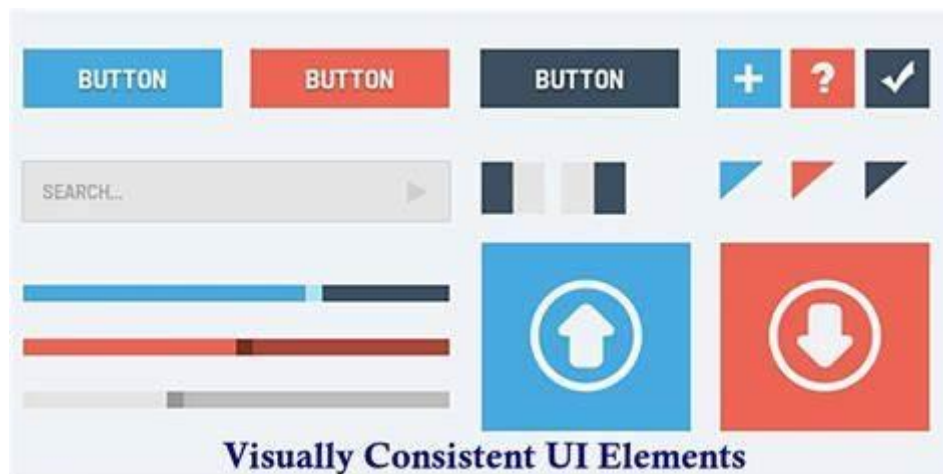 BUTTON
BUTTON
BUTTON
?
SEARCH...
Visually Consistent UI Elements